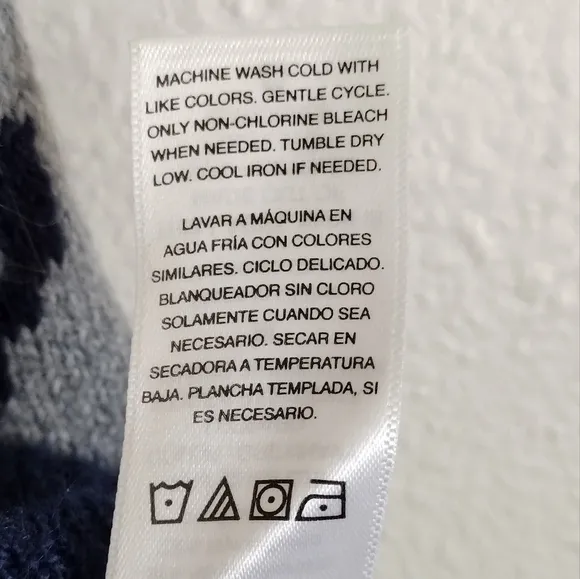 MACHINE WASH COLD WITH
LIKE COLORS. GENTLE CYCLE.
ONLY NON-CHLORINE BLEACH
WHEN NEEDED. TUMBLE DRY
LOW. COOL IRON IF NEEDED.
LAVAR A MÁQUINA EN
AGUA FRÍA CON COLORES
SIMILARES. CICLO DELICADO.
BLANQUEADOR SIN CLORO
SOLAMENTE CUANDO SEA
NECESARIO. SECAR EN
SECADORA A TEMPERATURA
BAJA. PLANCHA TEMPLADA, SI
ES NECESARIO.